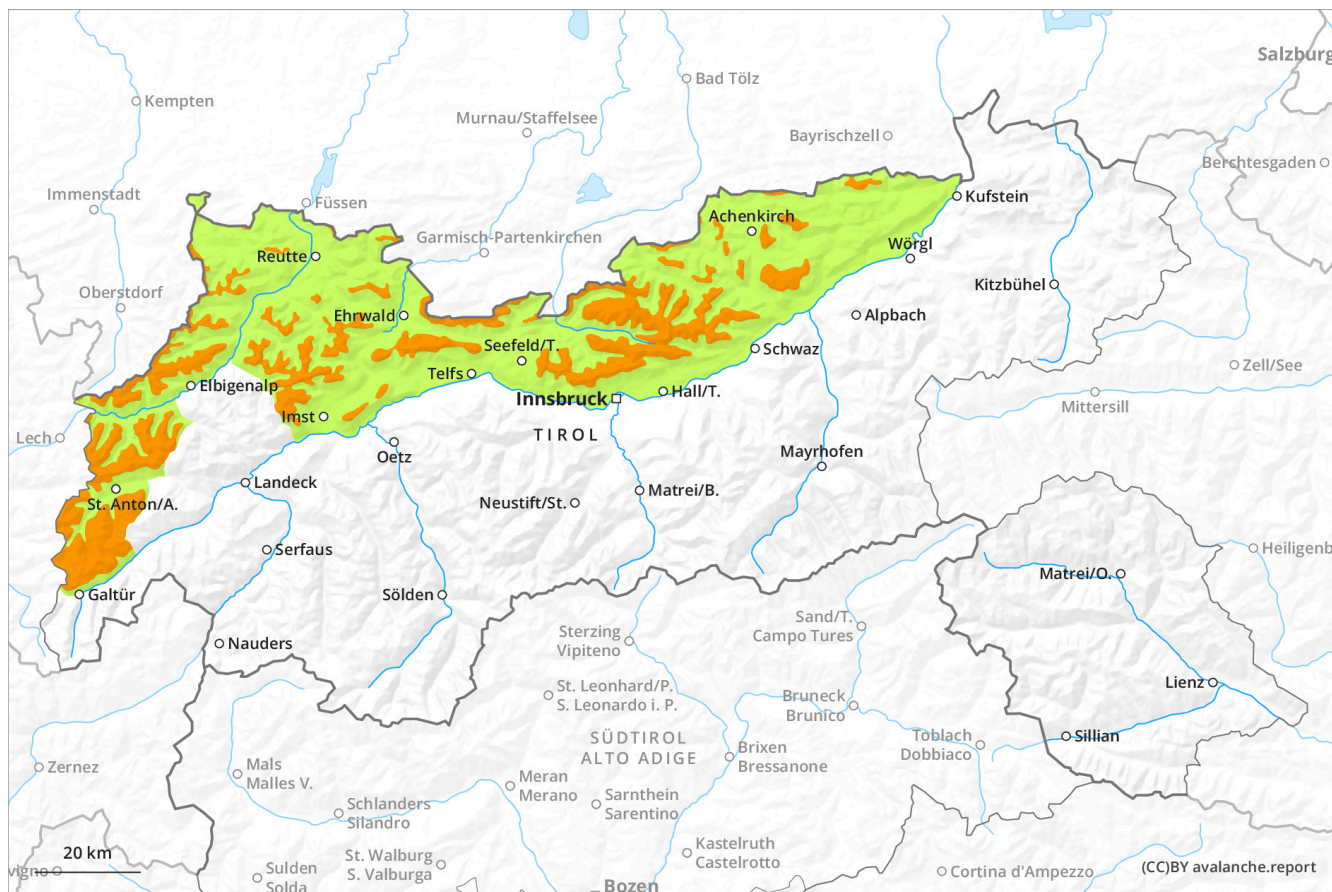 Salzburg
Bad Tölz
Kempten
Murnau/Staffelsee
Bayrischzell
Berchtesgaden
Immenstadt
Füssen
Kufstein
Achenkirch
Garmisch-Partenkirchen
Wörgl
Reutte
Kitzbühel
Oberstdorf
Ehrwald
Alpbach
Seefeld/T.
Schwaz
Zell/See
Telfs
Elbigenalp
Innsbruck
Hall/T.
Mittersill
Imst
Lech
TIROL
Oetz
Mayrhofen
Landeck
St. Anton/A.
Neustift/St.
Matrei/B.
Serfaus
Heiligenb
Matrei/O.
Galtür
Sölden
Sand/T.
Campo Tures
Nauders
Sterzing
Vipiteno
Lienz
St. Leonhard/P.
S. Leonardo i. P.
Bruneck
Brunico
Sillian
SÜDTIROL
ALTO ADIGE
Toblach
Dobbiaco
Brixen
Bressanone
Zernez
Mals
Malles V.
Meran
Merano
Sarnthein
Sarentino
Schlanders
Silandro
Kastelruth
Castelrotto
20 km
St. Walburg
S. Valburga
vigno
Sulden
Solda
Cortina d'Ampezzo
(CC)BY avalanche.report
Bozen